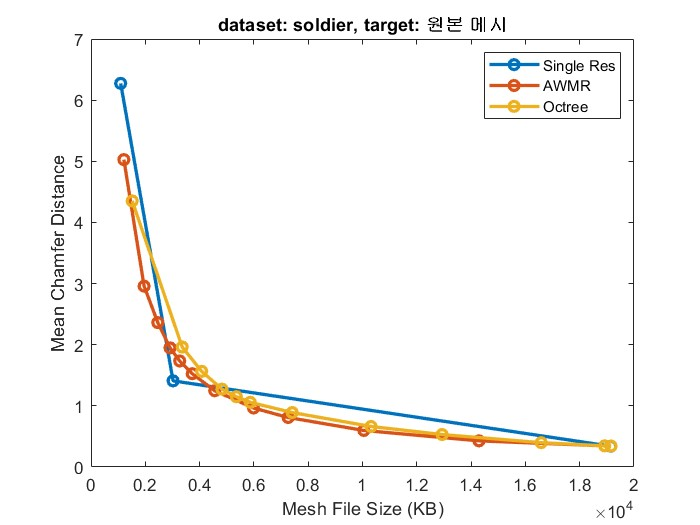 dataset: soldier, target: 원본 메시
Mean Chamfer Distance
7
6
5
4
3
2
1
0
Single Res
AWMR
Octree
0 0.2 0.4 0.6 0.8 1 1.2 1.4 1.6 1.8 2
Mesh File Size (KB)
×10⁴